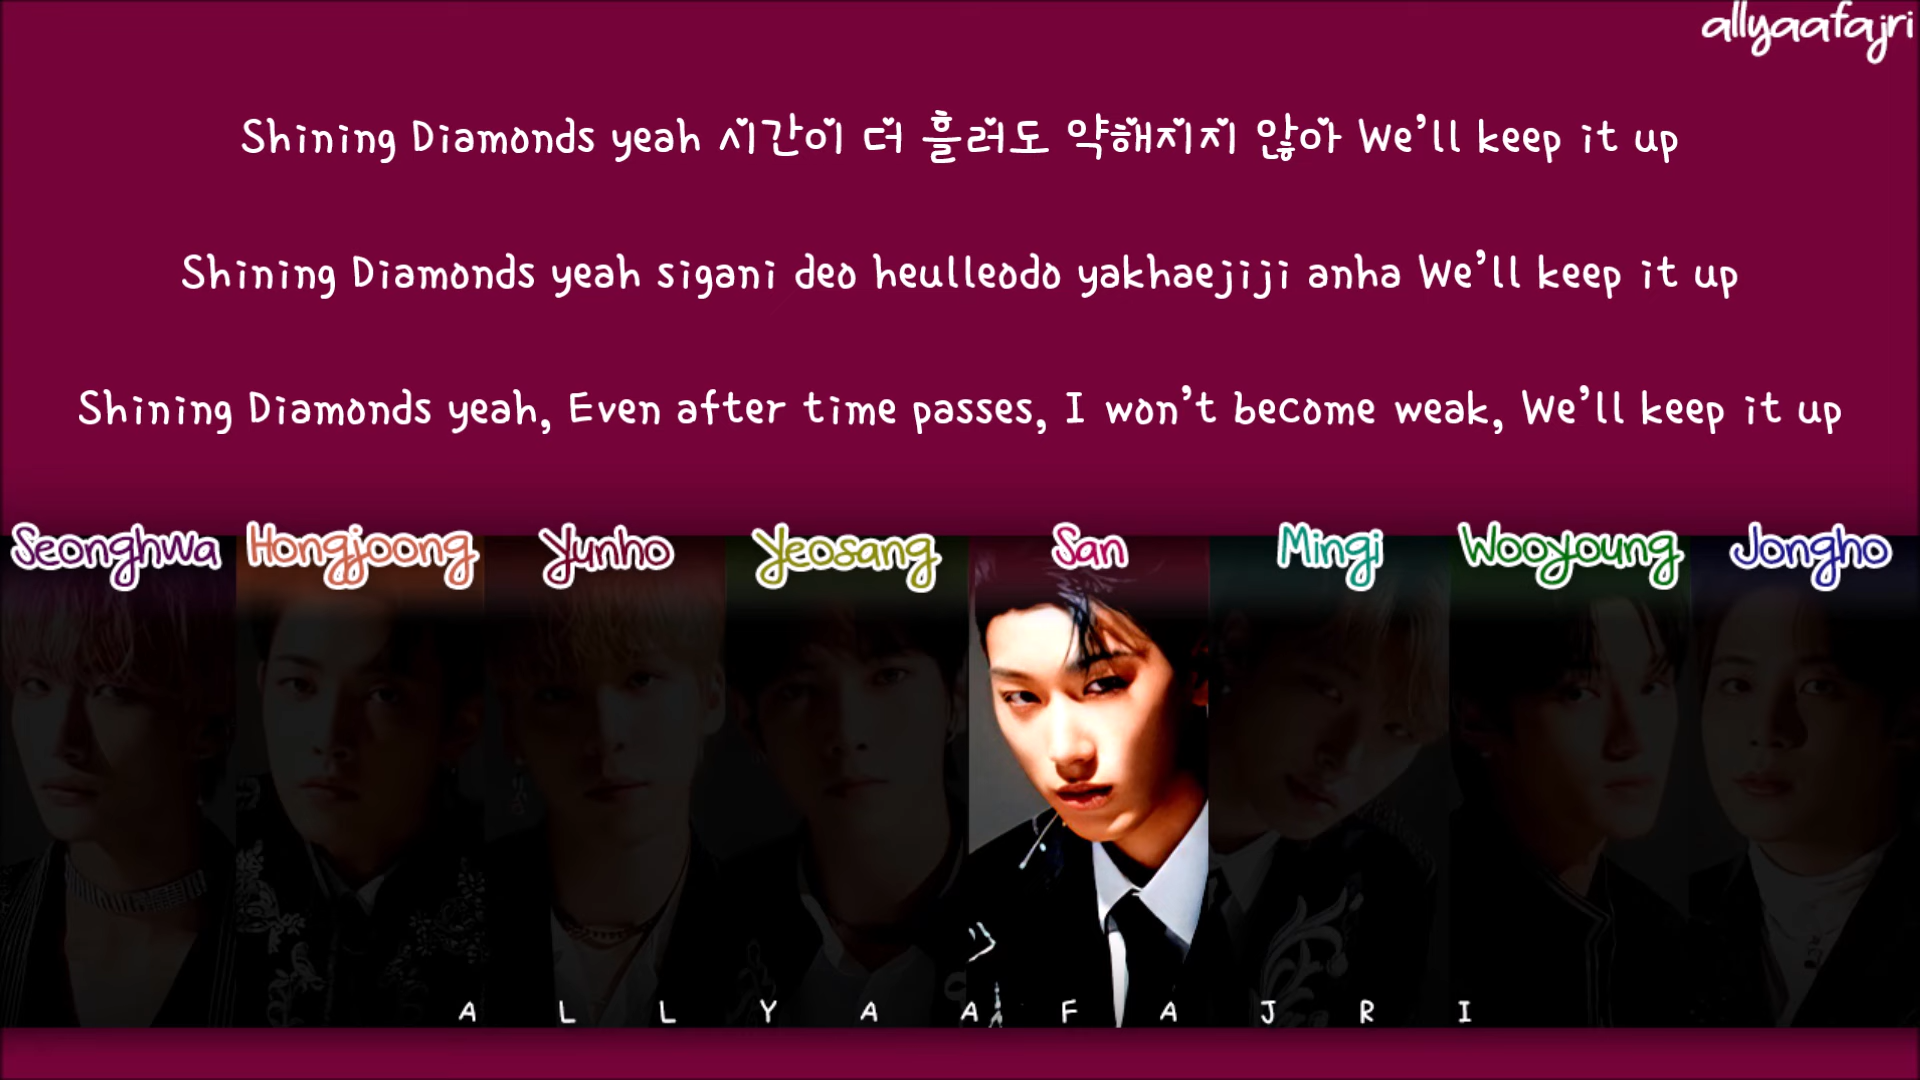 allyaafajri
Shining Diamonds yeah 시간이 더 흘러도 약해지지 않아 We'll keep it up
Shining Diamonds yeah sigani deo heulleodo yakhaejiji anha We'll keep it up
Shining Diamonds yeah, Even after time passes, I won't become weak, We'll keep it up
Seonghwa Hongjoong Yunho Yeosang San Mingi Wooyoung Jongho
A L L Y A A F A J R I